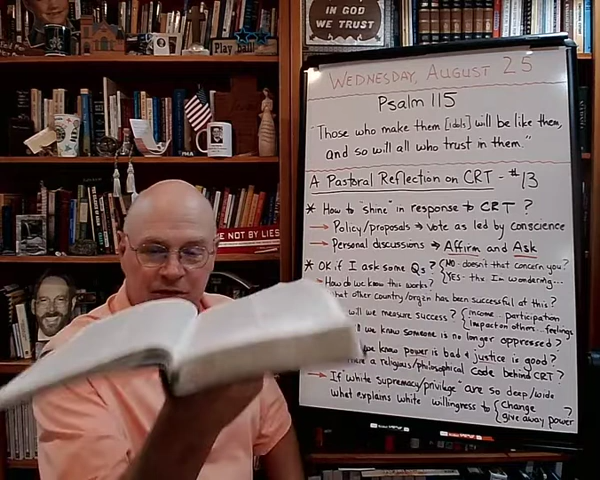 IN GOD
WE TRUST
Play ball
NOT BY LIES
WEDNESDAY, AUGUST 25
Psalm 115
"Those who make them [idols] will be like them,
and so will all who trust in them."
A Pastoral Reflection on CRT - #13
* How to "shine" in response to CRT?
→ Policy/proposals → vote as led by conscience
→ Personal discussions → Affirm and Ask
* OK if I ask some Qs? { NO - doesn't that concern you?
YES - thx I'm wondering...
How do we know this works?
what other country/org'zn has been successful at this?
will we measure success? { income - participation
impact on others - feelings
we know someone is no longer oppressed?
we know power is bad + justice is good?
a religious/philosophical code behind CRT?
→ If "white supremacy/privilege" are so deep/wide
what explains white willingness to { change ?
give away power